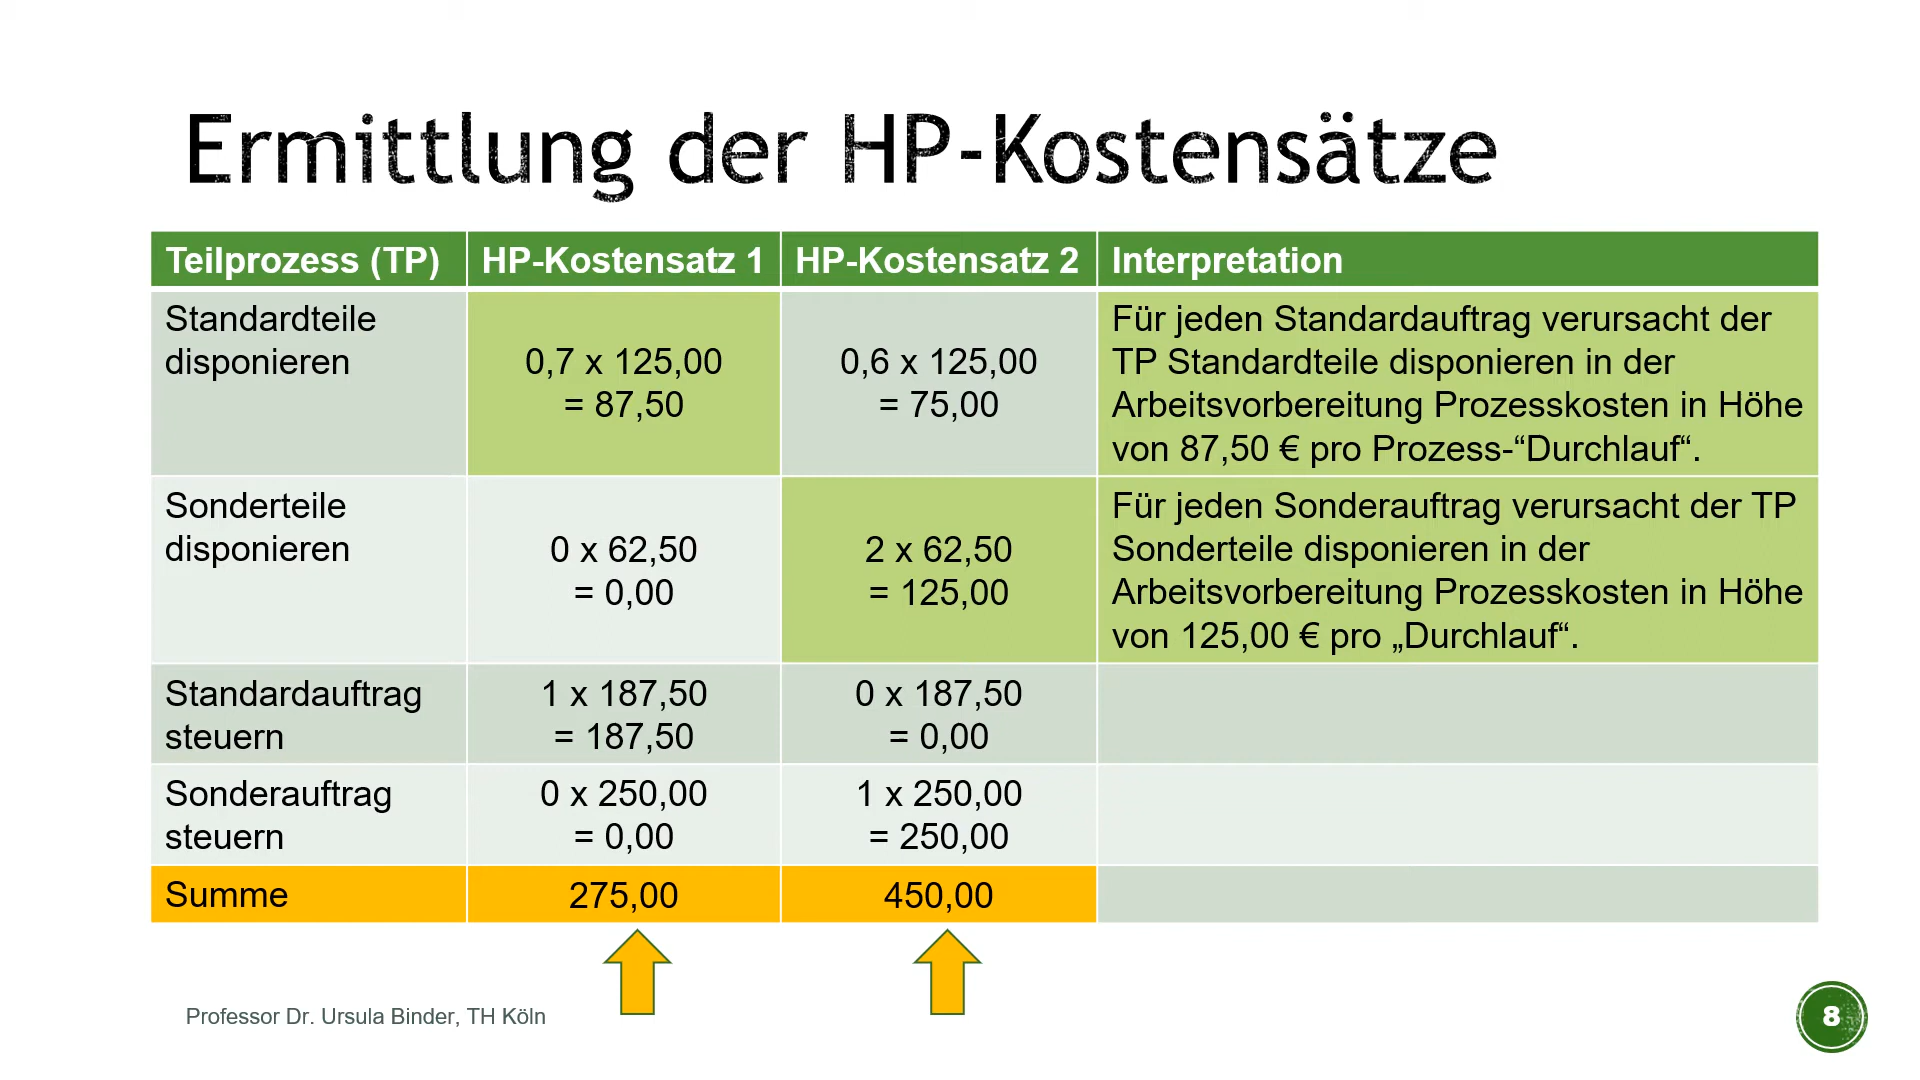 Ermittlung der HP-Kostensätze
Teilprozess (TP) HP-Kostensatz 1 HP-Kostensatz 2 Interpretation
Standardteile
disponieren
0,7 x 125,00
= 87,50
0,6 x 125,00
= 75,00
Für jeden Standardauftrag verursacht der
TP Standardteile disponieren in der
Arbeitsvorbereitung Prozesskosten in Höhe
von 87,50 € pro Prozess-“Durchlauf“.
Sonderteile
disponieren
0 x 62,50
= 0,00
2 x 62,50
= 125,00
Für jeden Sonderauftrag verursacht der TP
Sonderteile disponieren in der
Arbeitsvorbereitung Prozesskosten in Höhe
von 125,00 € pro „Durchlauf“.
Standardauftrag
steuern
1 x 187,50
= 187,50
0 x 187,50
= 0,00
Sonderauftrag
steuern
0 x 250,00
= 0,00
1 x 250,00
= 250,00
Summe 275,00 450,00
Professor Dr. Ursula Binder, TH Köln
8